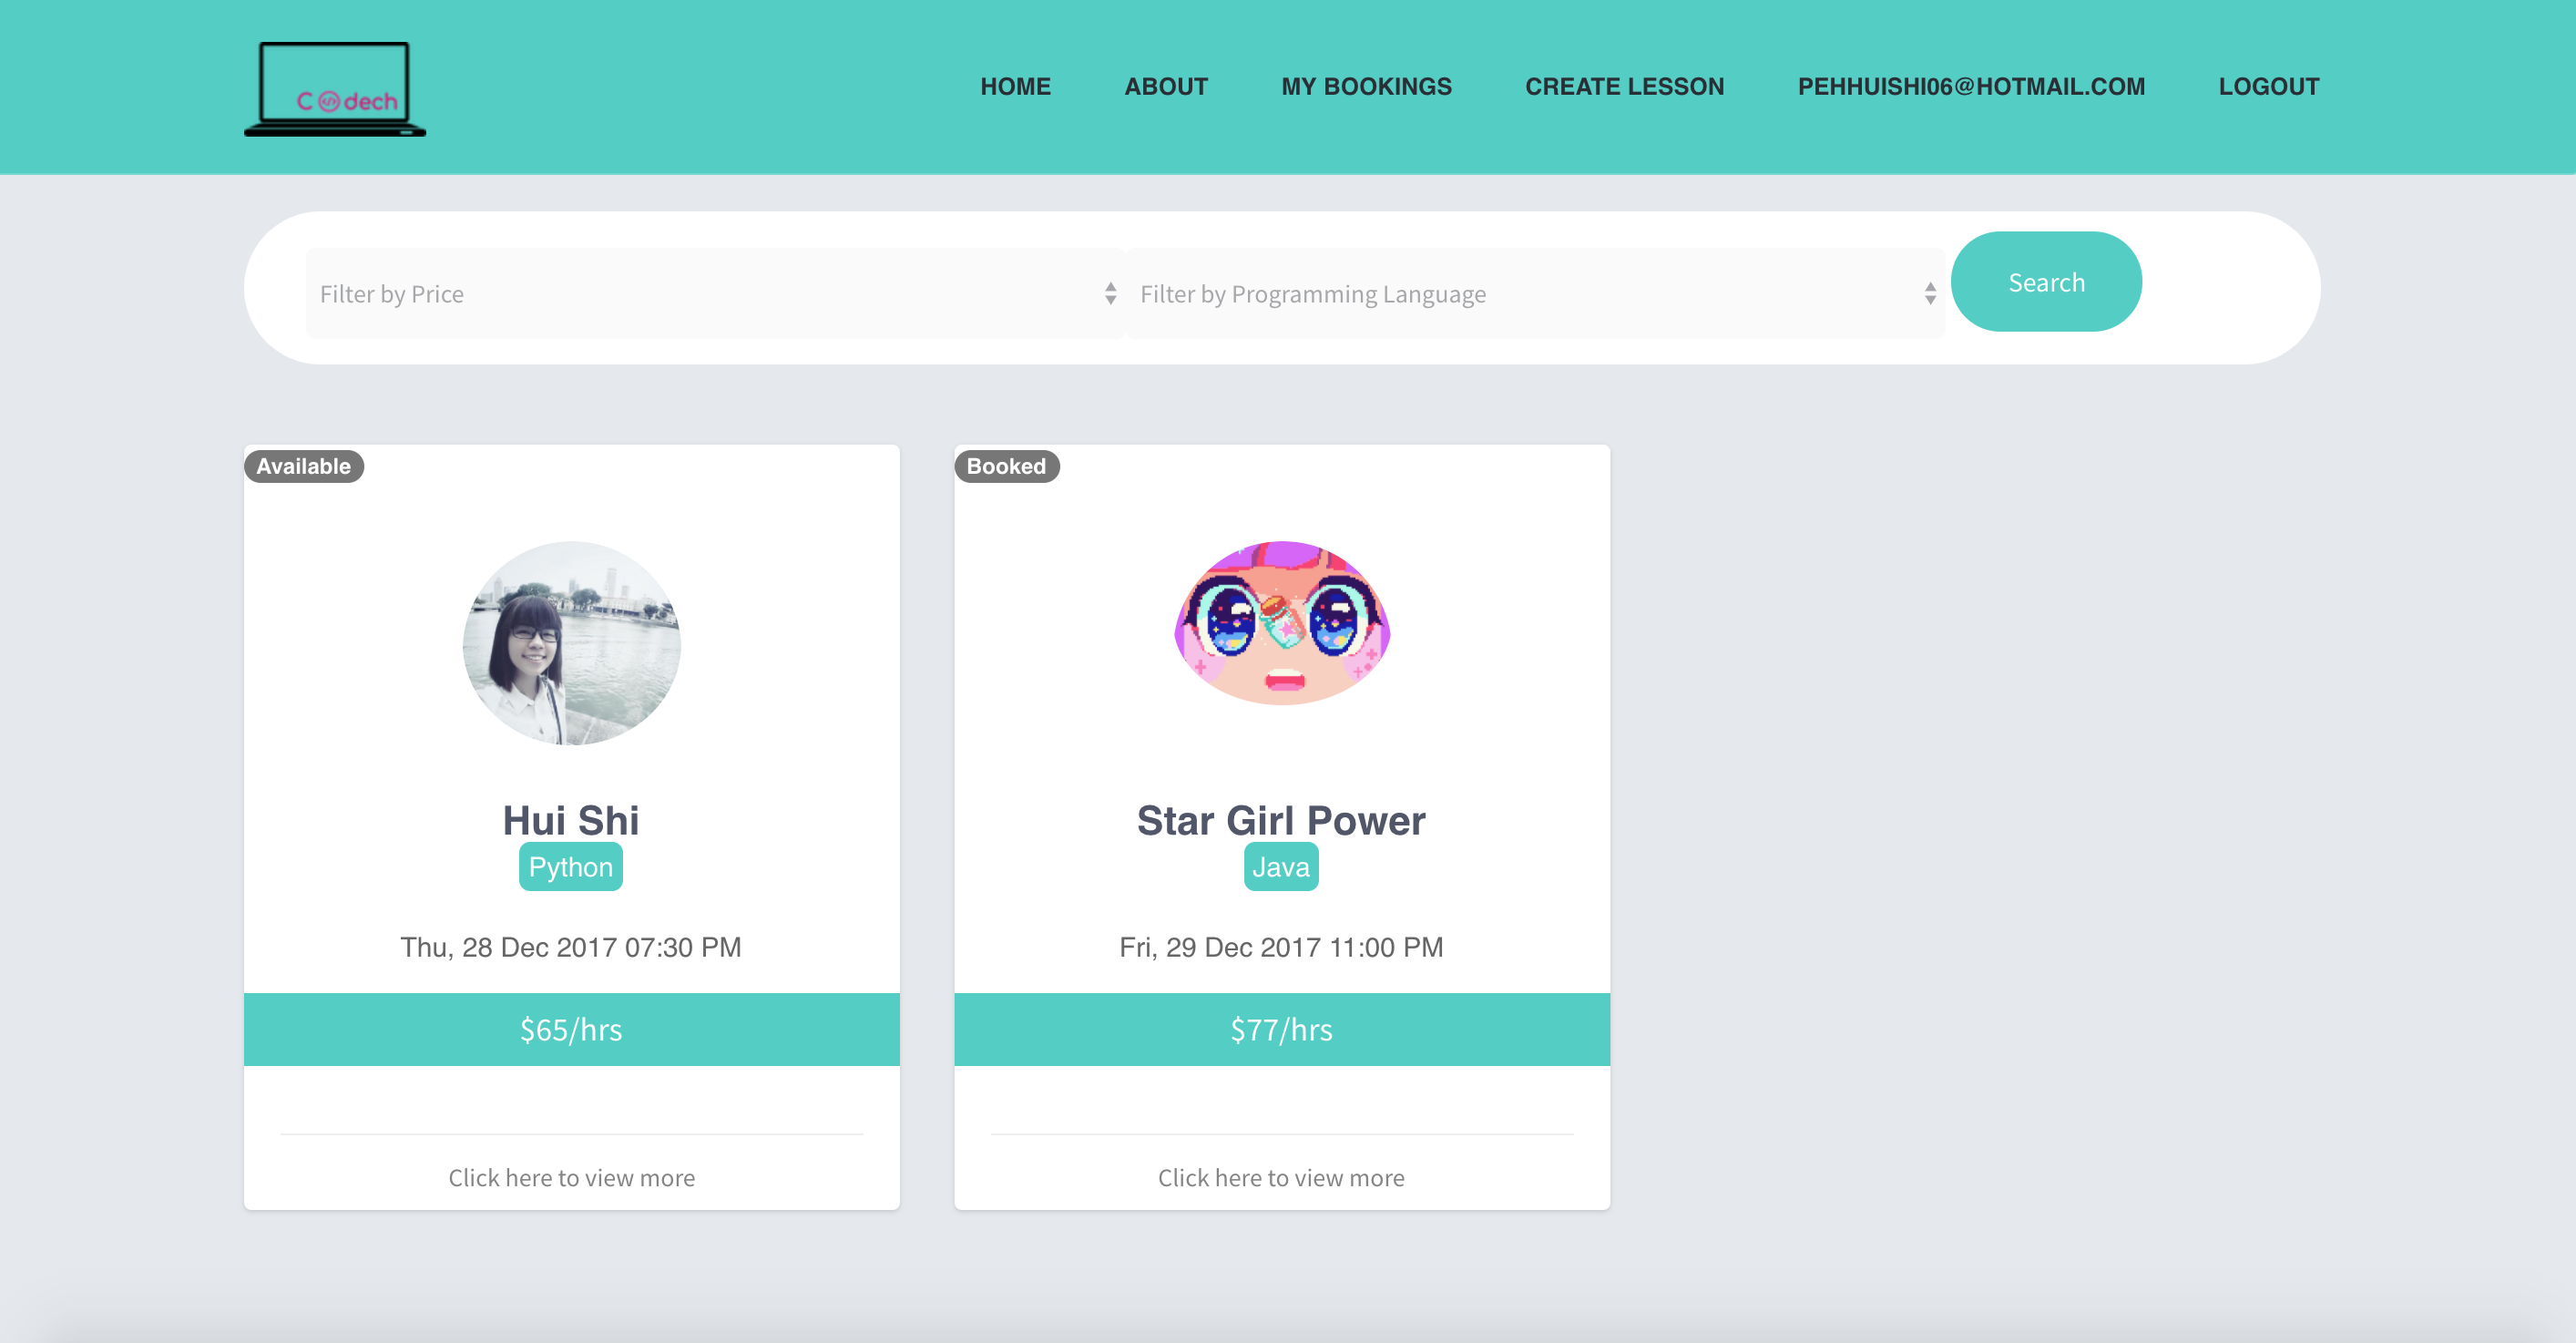 C</>dech
HOME ABOUT MY BOOKINGS CREATE LESSON PEHHUISHI06@HOTMAIL.COM LOGOUT
Filter by Price Filter by Programming Language Search
Available
Hui Shi
Python
Thu, 28 Dec 2017 07:30 PM
$65/hrs
Click here to view more
Booked
Star Girl Power
Java
Fri, 29 Dec 2017 11:00 PM
$77/hrs
Click here to view more